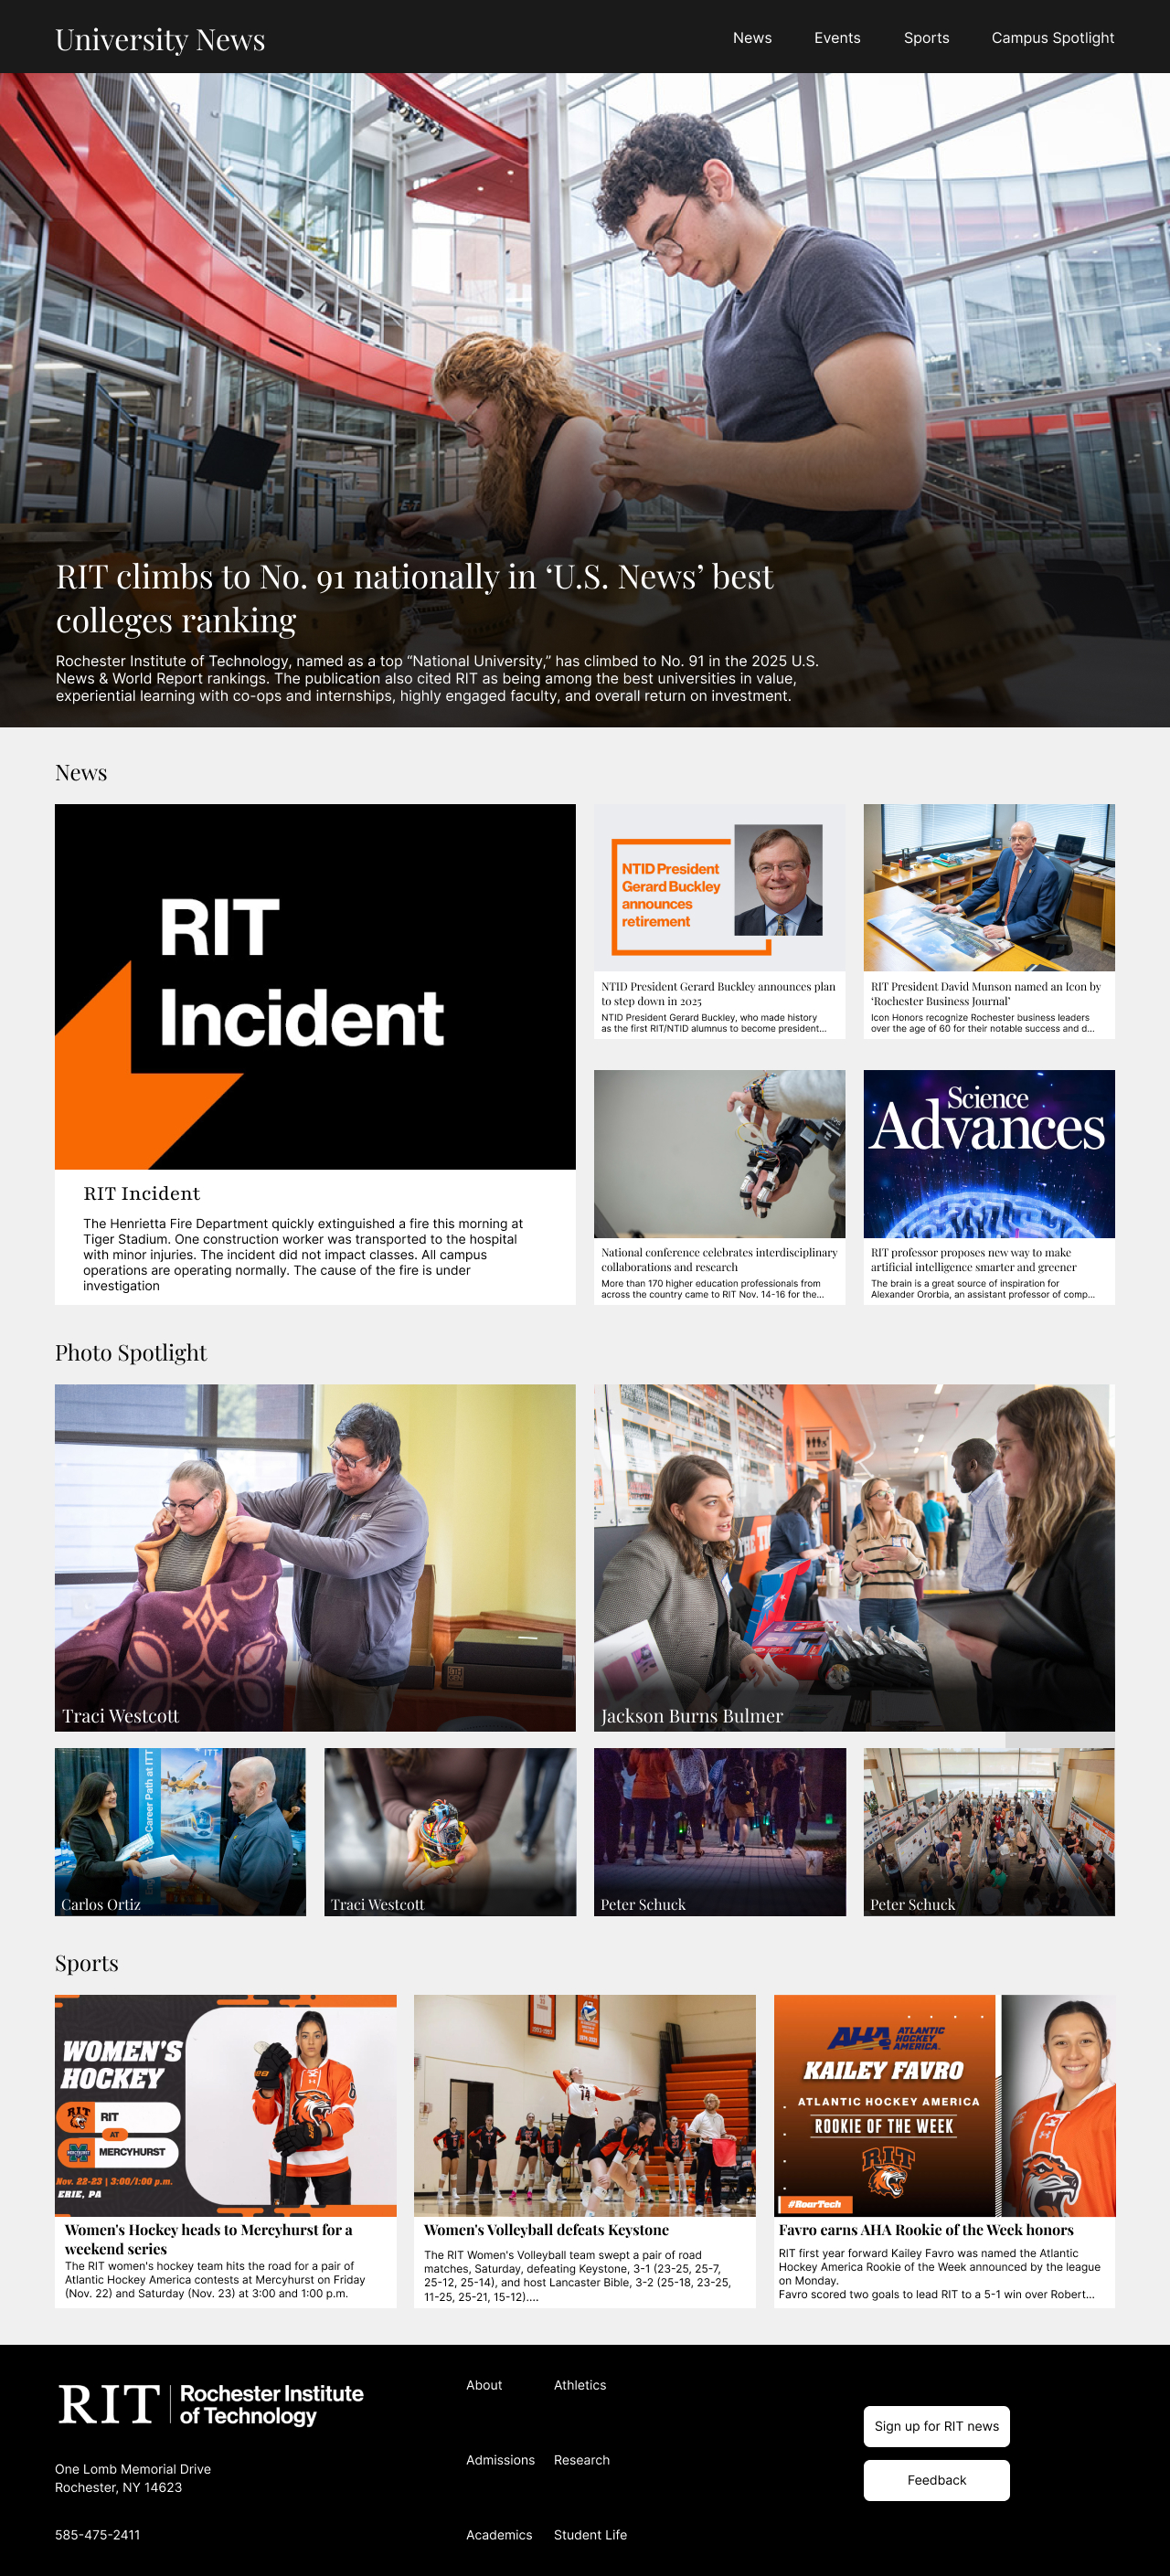 University News
News Events Sports Campus Spotlight
RIT climbs to No. 91 nationally in ‘U.S. News’ best
colleges ranking
Rochester Institute of Technology, named as a top “National University,” has climbed to No. 91 in the 2025 U.S.
News & World Report rankings. The publication also cited RIT as being among the best universities in value,
experiential learning with co-ops and internships, highly engaged faculty, and overall return on investment.
News
RIT
Incident
RIT Incident
The Henrietta Fire Department quickly extinguished a fire this morning at
Tiger Stadium. One construction worker was transported to the hospital
with minor injuries. The incident did not impact classes. All campus
operations are operating normally. The cause of the fire is under
investigation
NTID President
Gerard Buckley
announces
retirement
NTID President Gerard Buckley announces plan
to step down in 2025
NTID President Gerard Buckley, who made history
as the first RIT/NTID alumnus to become president...
RIT President David Munson named an Icon by
‘Rochester Business Journal’
Icon Honors recognize Rochester business leaders
over the age of 60 for their notable success and d...
National conference celebrates interdisciplinary
collaborations and research
More than 170 higher education professionals from
across the country came to RIT Nov. 14-16 for the...
Science
Advances
RIT professor proposes new way to make
artificial intelligence smarter and greener
The brain is a great source of inspiration for
Alexander Ororbia, an assistant professor of comp...
Photo Spotlight
Traci Westcott
THE TI
Jackson Burns Bulmer
ITT
Career Path at ITT
Carlos Ortiz
Traci Westcott
Peter Schuck
Peter Schuck
Sports
WOMEN'S
HOCKEY
RIT
RIT
AT
MERCYHURST
MERCYHURST
Nov. 22-23 | 3:00/1:00 p.m.
ERIE, PA
Women's Hockey heads to Mercyhurst for a
weekend series
The RIT women's hockey team hits the road for a pair of
Atlantic Hockey America contests at Mercyhurst on Friday
(Nov. 22) and Saturday (Nov. 23) at 3:00 and 1:00 p.m.
14
Women's Volleyball defeats Keystone
The RIT Women's Volleyball team swept a pair of road
matches, Saturday, defeating Keystone, 3-1 (23-25, 25-7,
25-12, 25-14), and host Lancaster Bible, 3-2 (25-18, 23-25,
11-25, 25-21, 15-12)....
AHA ATLANTIC
HOCKEY
AMERICA.
KAILEY FAVRO
ATLANTIC HOCKEY AMERICA
ROOKIE OF THE WEEK
RIT
#RoarTech
Favro earns AHA Rookie of the Week honors
RIT first year forward Kailey Favro was named the Atlantic
Hockey America Rookie of the Week announced by the league
on Monday.
Favro scored two goals to lead RIT to a 5-1 win over Robert...
RIT Rochester Institute
of Technology
One Lomb Memorial Drive
Rochester, NY 14623
585-475-2411
About Athletics
Admissions Research
Academics Student Life
Sign up for RIT news
Feedback